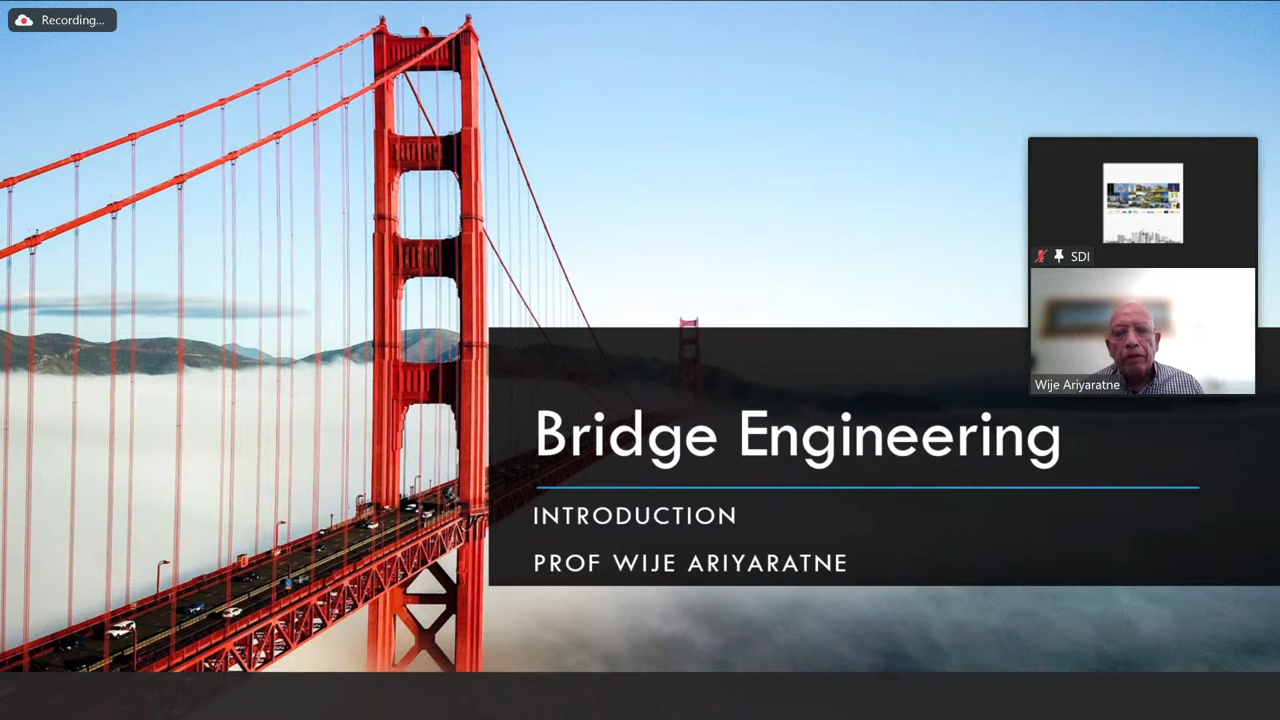 Recording...
SDI
Wije Ariyaratne
Bridge Engineering
INTRODUCTION
PROF WIJE ARIYARATNE